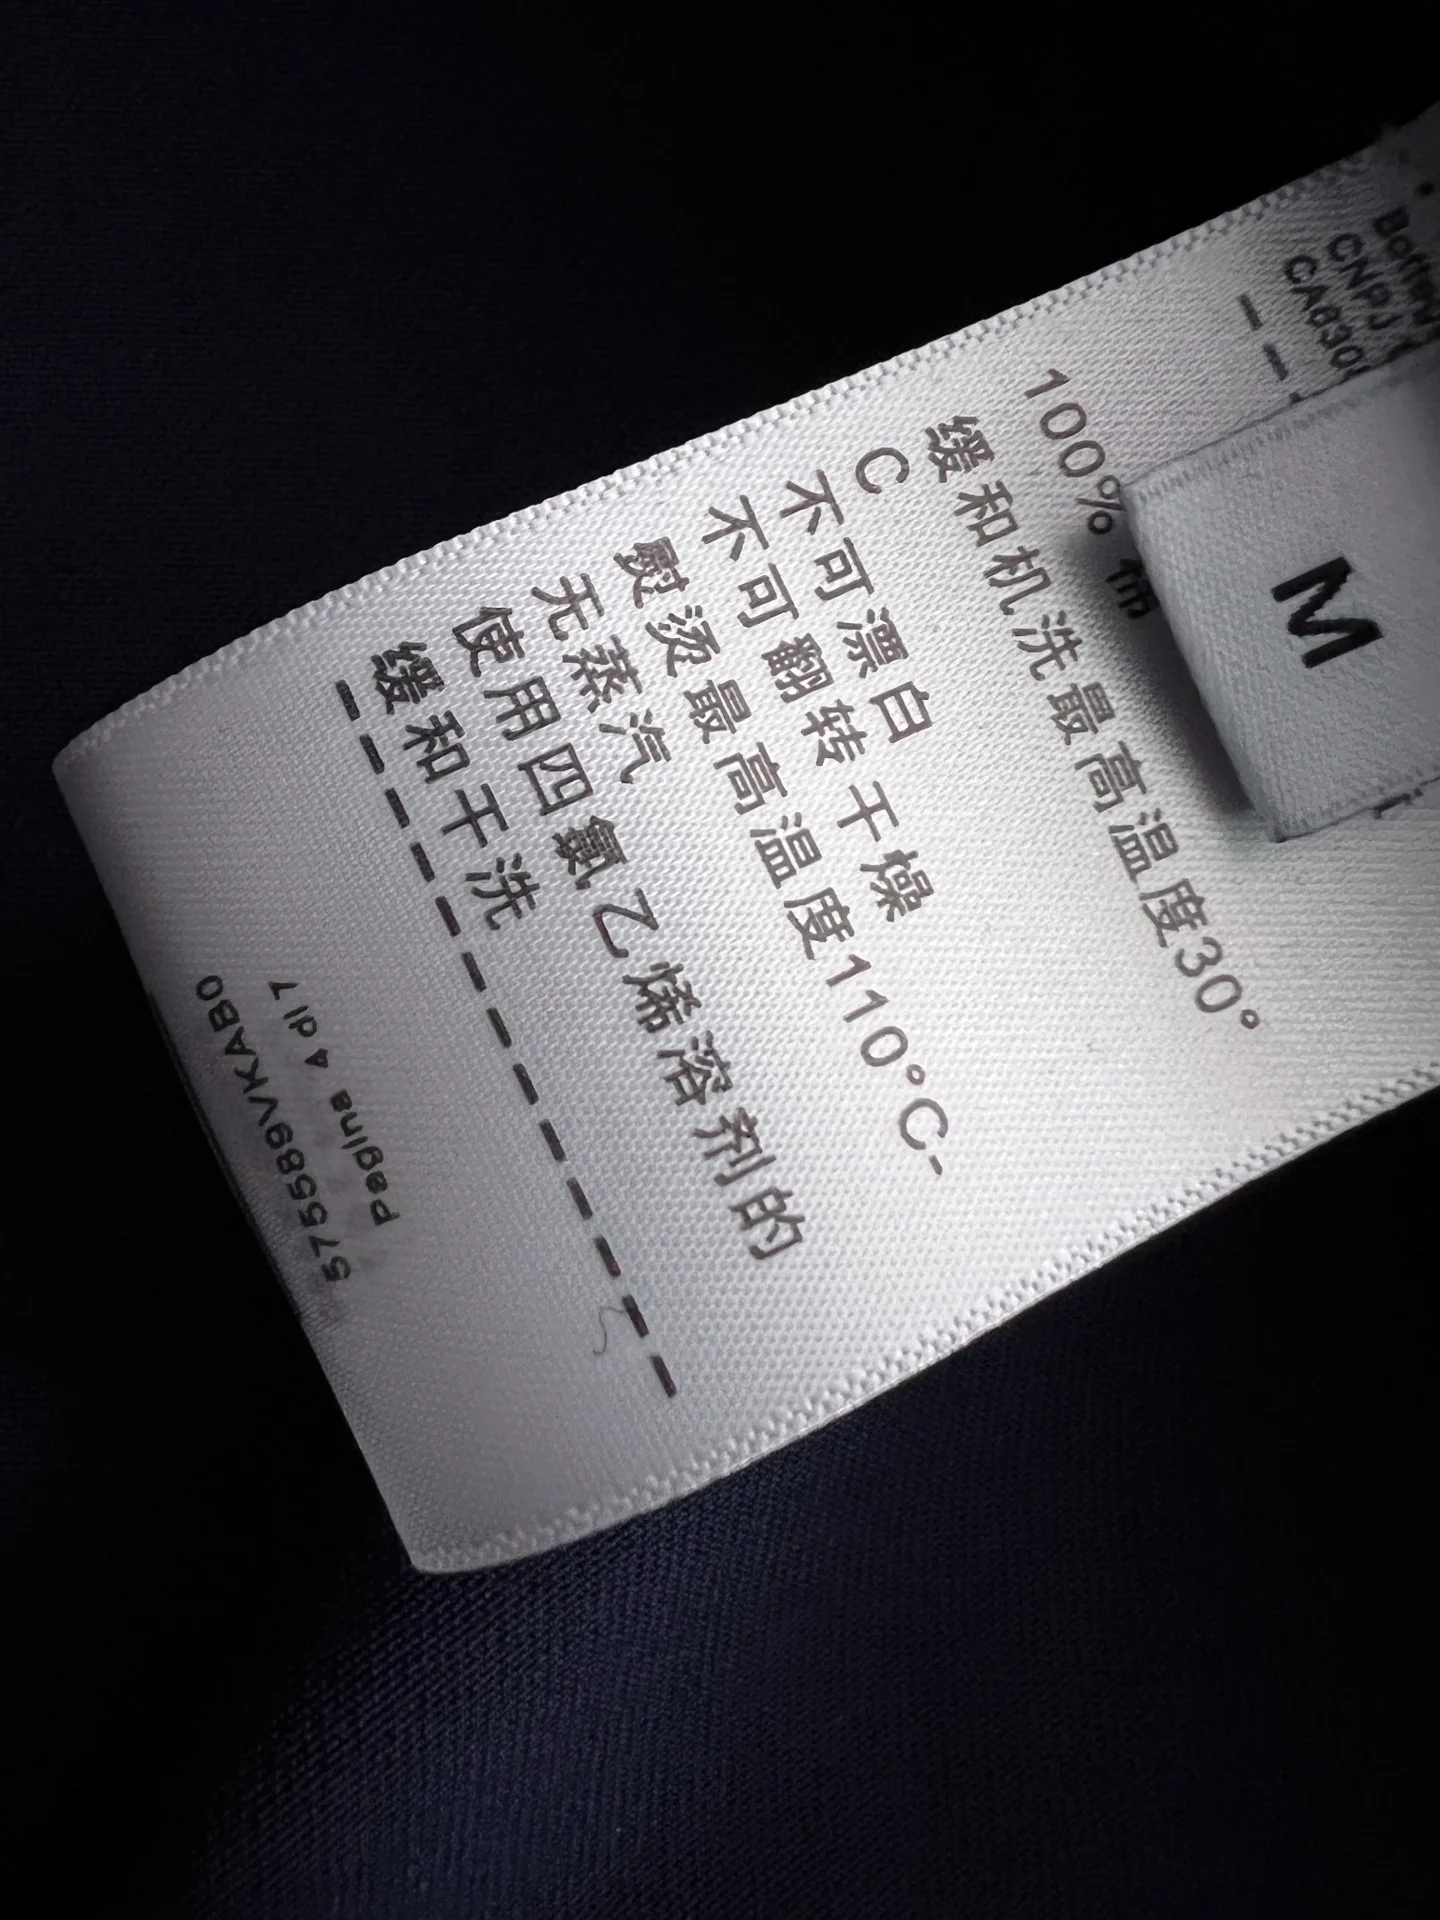 CNPJ
CA830
100% 棉
缓和机洗最高温度30°
C
不可漂白
不可翻转干燥
熨烫最高温度110°C-
无蒸汽
使用四氯乙烯溶剂的
缓和干洗
Pagina 4 di 7
575589VKAB0
M